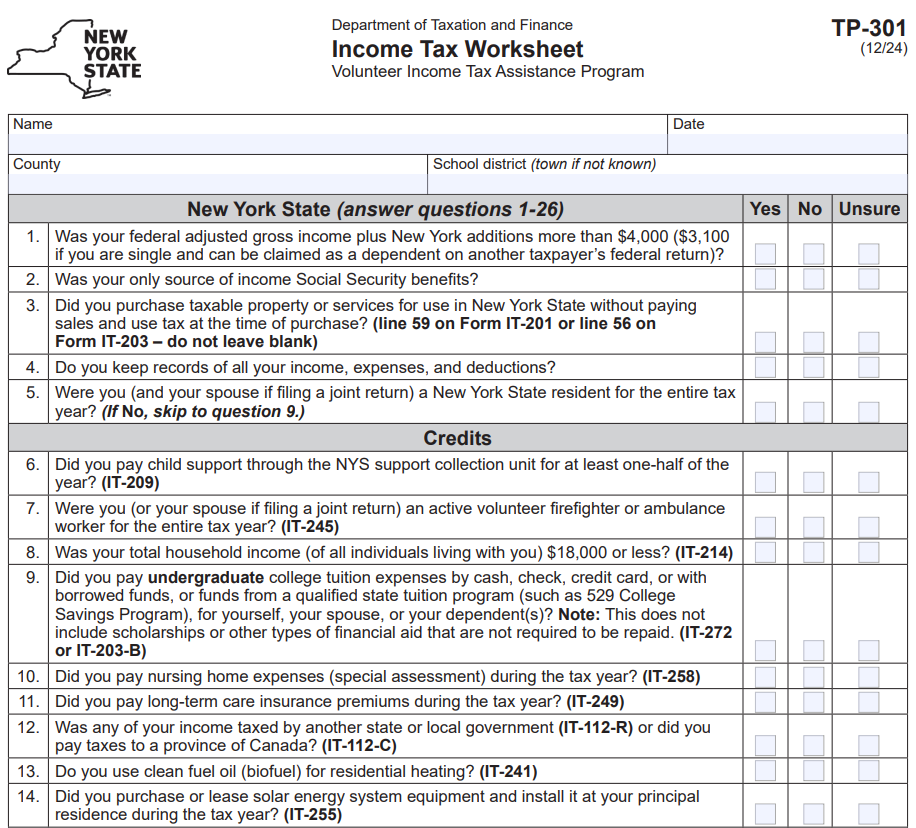 NEW
YORK
STATE
Department of Taxation and Finance
Income Tax Worksheet
Volunteer Income Tax Assistance Program
TP-301
(12/24)
Name
Date
County
School district (town if not known)
New York State (answer questions 1-26)
Yes
No
Unsure
1. Was your federal adjusted gross income plus New York additions more than $4,000 ($3,100
if you are single and can be claimed as a dependent on another taxpayer's federal return)?
2. Was your only source of income Social Security benefits?
3. Did you purchase taxable property or services for use in New York State without paying
sales and use tax at the time of purchase? (line 59 on Form IT-201 or line 56 on
Form IT-203 – do not leave blank)
4. Do you keep records of all your income, expenses, and deductions?
5. Were you (and your spouse if filing a joint return) a New York State resident for the entire tax
year? (If No, skip to question 9.)
Credits
6. Did you pay child support through the NYS support collection unit for at least one-half of the
year? (IT-209)
7. Were you (or your spouse if filing a joint return) an active volunteer firefighter or ambulance
worker for the entire tax year? (IT-245)
8. Was your total household income (of all individuals living with you) $18,000 or less? (IT-214)
9. Did you pay undergraduate college tuition expenses by cash, check, credit card, or with
borrowed funds, or funds from a qualified state tuition program (such as 529 College
Savings Program), for yourself, your spouse, or your dependent(s)? Note: This does not
include scholarships or other types of financial aid that are not required to be repaid. (IT-272
or IT-203-B)
10. Did you pay nursing home expenses (special assessment) during the tax year? (IT-258)
11. Did you pay long-term care insurance premiums during the tax year? (IT-249)
12. Was any of your income taxed by another state or local government (IT-112-R) or did you
pay taxes to a province of Canada? (IT-112-C)
13. Do you use clean fuel oil (biofuel) for residential heating? (IT-241)
14. Did you purchase or lease solar energy system equipment and install it at your principal
residence during the tax year? (IT-255)